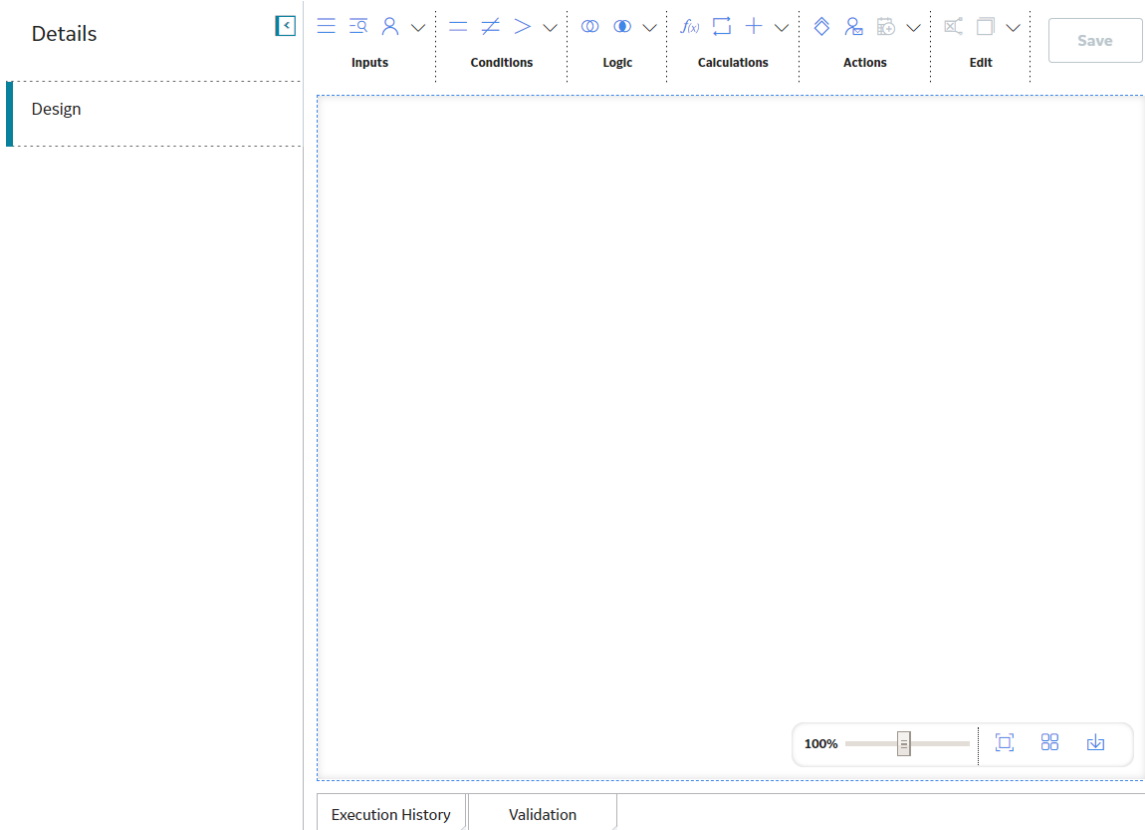 Details
Design
Inputs
Conditions
Logic
f(x)
Calculations
Actions
Edit
Save
100%
Execution History
Validation